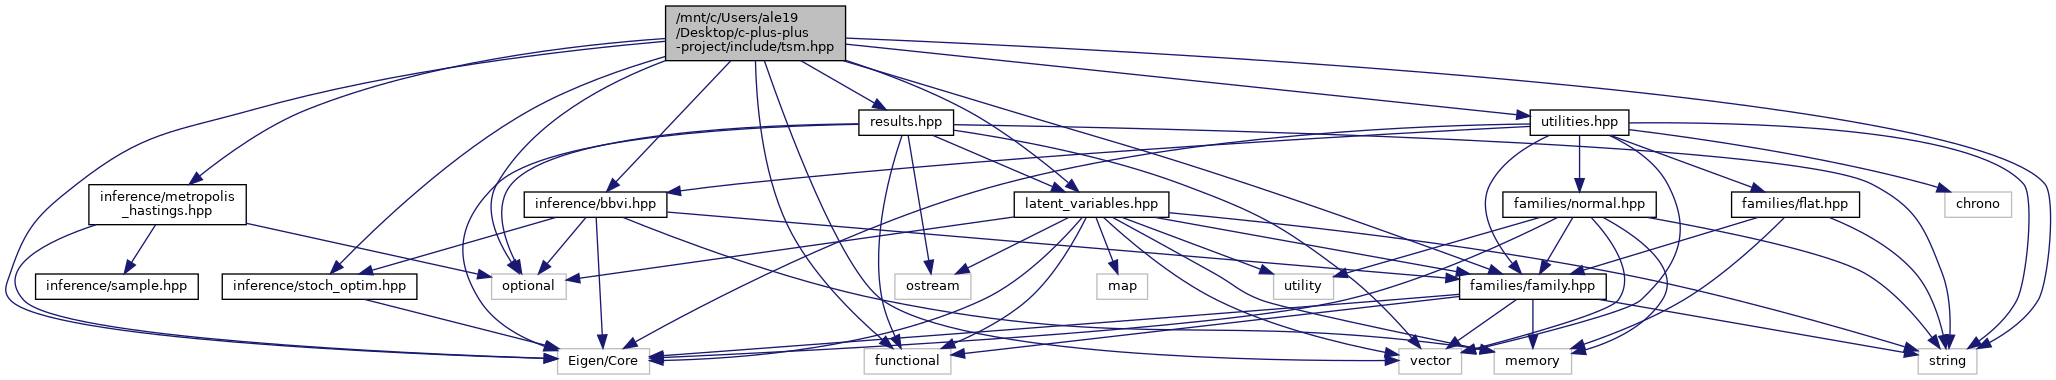 /mnt/c/Users/ale19
/Desktop/c-plus-plus
-project/include/tsm.hpp
results.hpp
utilities.hpp
inference/metropolis
_hastings.hpp
inference/bbvi.hpp
latent_variables.hpp
families/normal.hpp
families/flat.hpp
chrono
inference/sample.hpp
inference/stoch_optim.hpp
optional
ostream
map
utility
families/family.hpp
Eigen/Core
functional
vector
memory
string